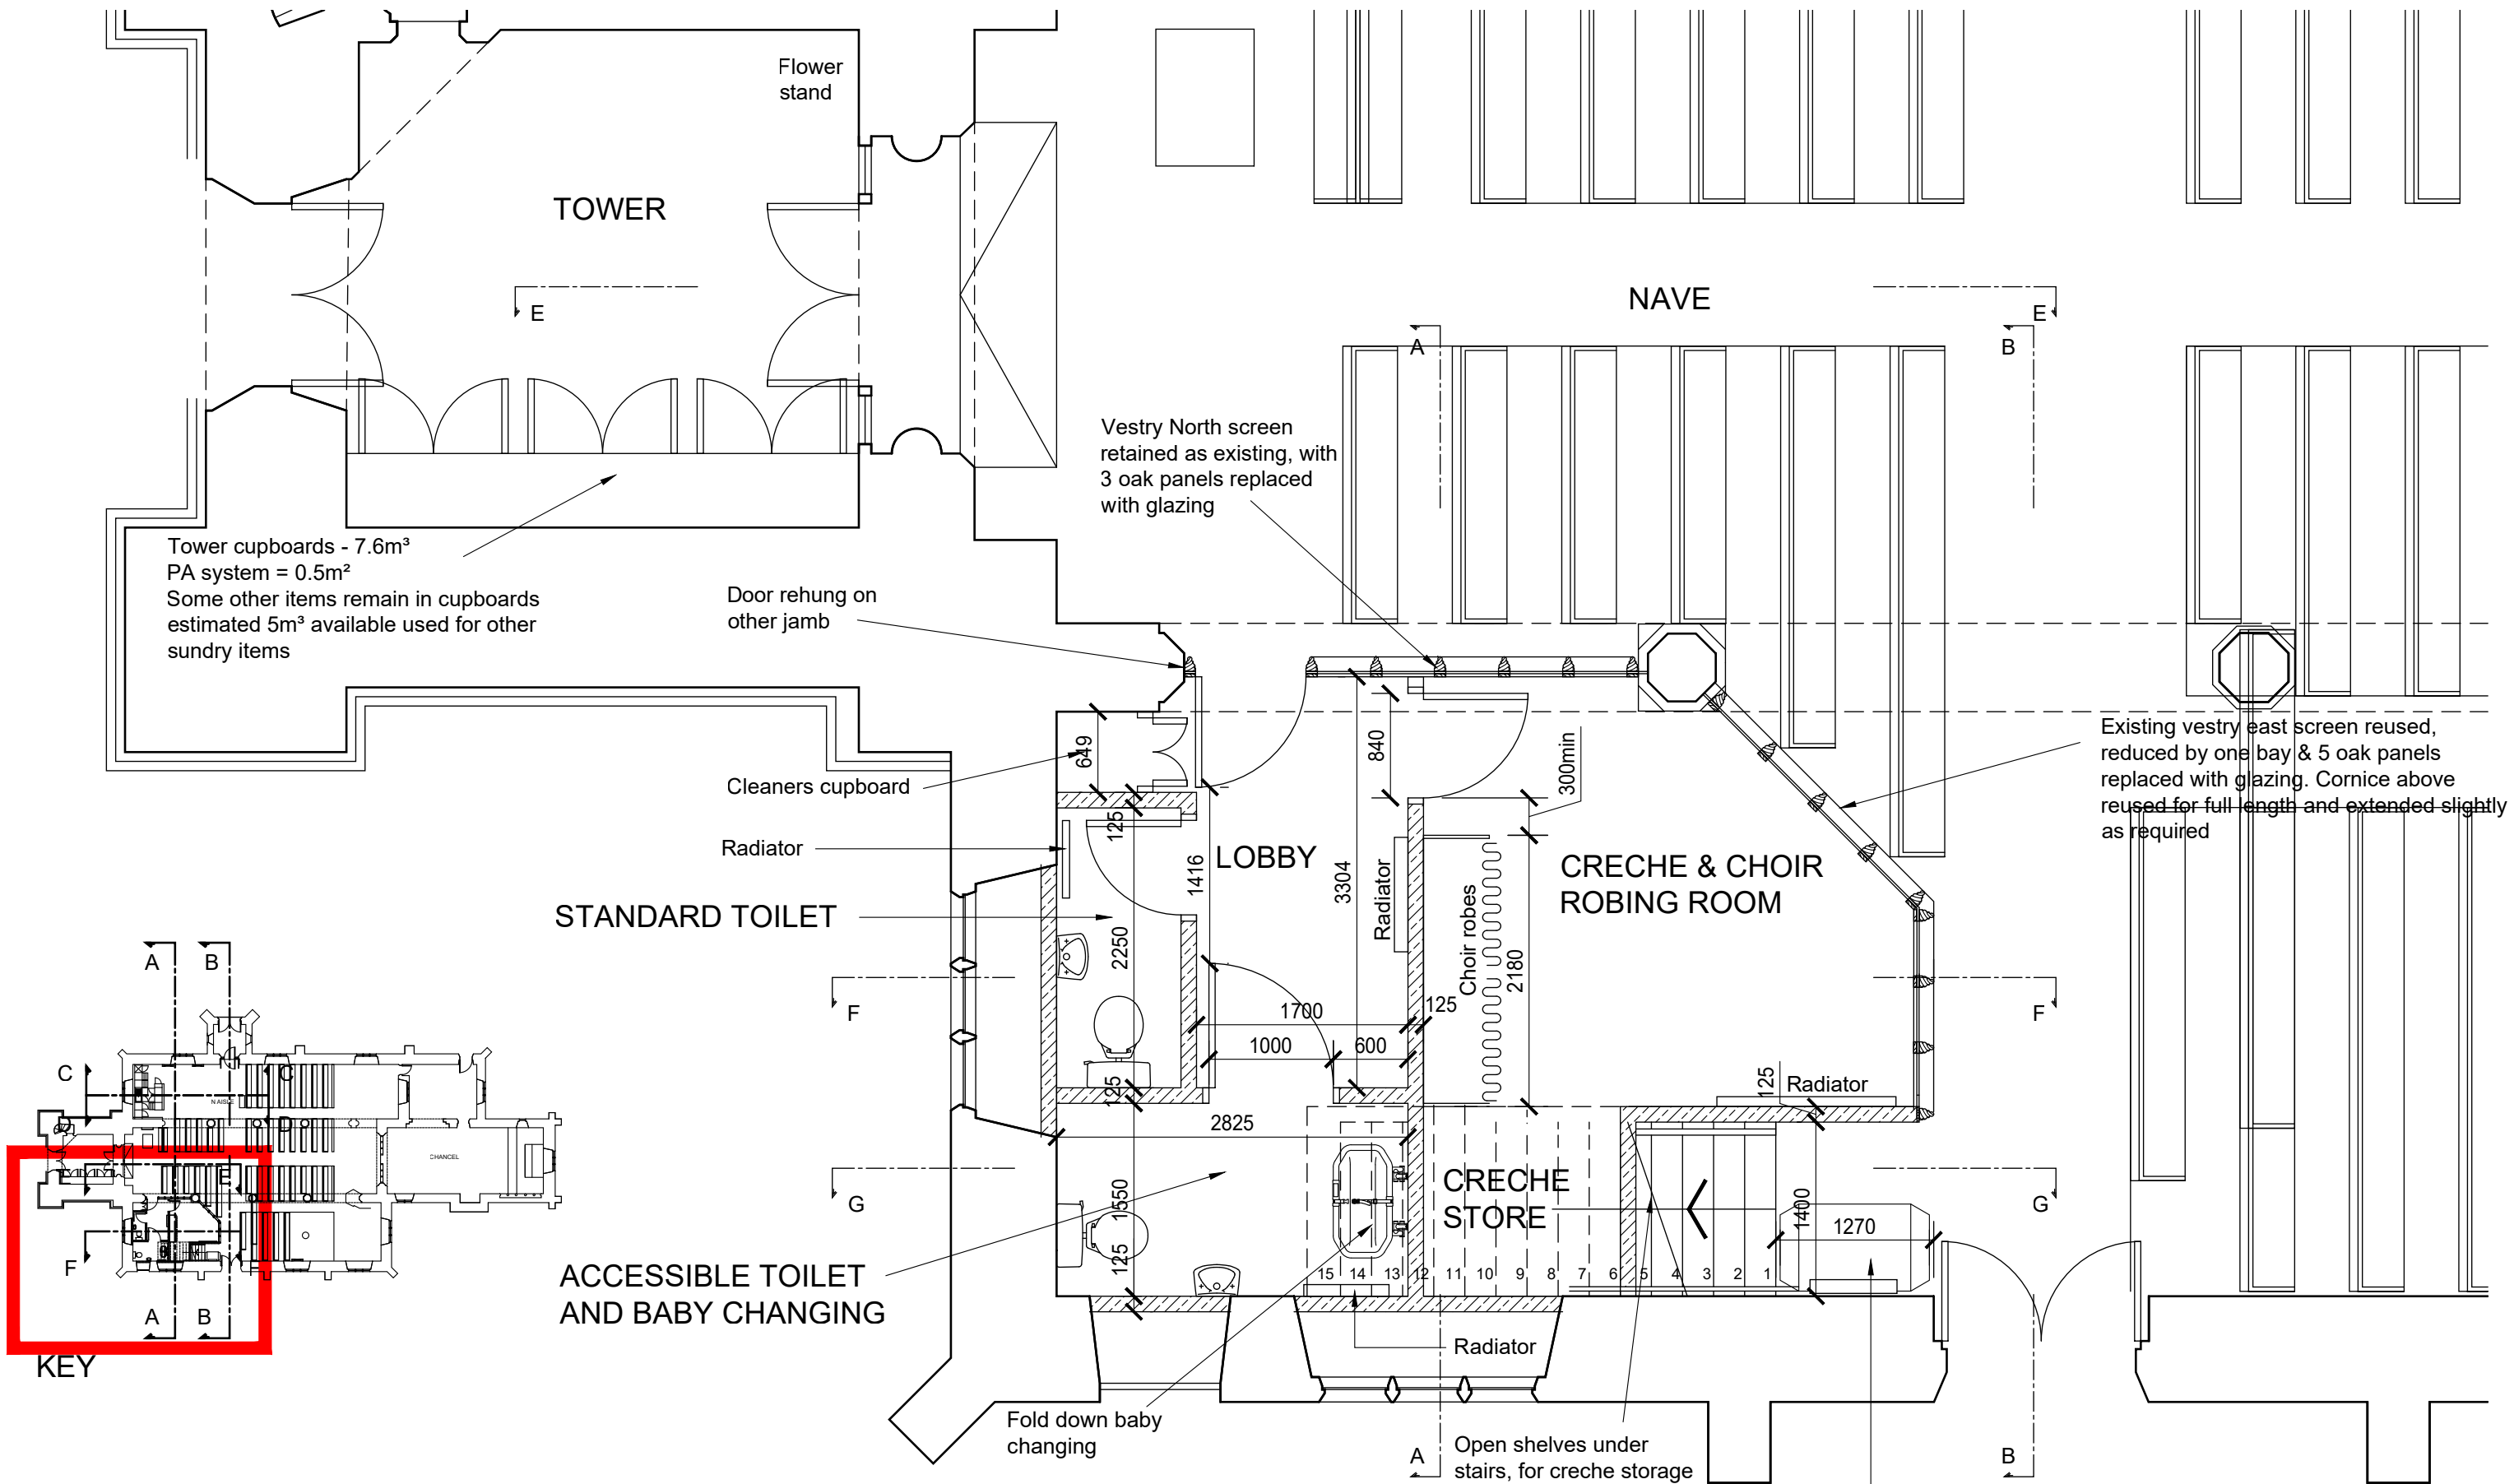 Flower
stand
TOWER
E
NAVE
E
A
B
Vestry North screen
retained as existing, with
3 oak panels replaced
with glazing
Tower cupboards - 7.6m³
PA system = 0.5m²
Some other items remain in cupboards
estimated 5m³ available used for other
sundry items
Door rehung on
other jamb
Existing vestry east screen reused,
reduced by one bay & 5 oak panels
replaced with glazing. Cornice above
reused for full length and extended slightly
as required
649
840
300min
Cleaners cupboard
125
Radiator
LOBBY
1416
3304
Radiator
CRECHE & CHOIR
ROBING ROOM
STANDARD TOILET
2250
Choir robes
2180
F
F
1700
125
1000
600
125
125
Radiator
2825
CRECHE
STORE
G
G
1550
1400
1270
125
ACCESSIBLE TOILET
AND BABY CHANGING
15 14 13 12 11 10 9 8 7 6 5 4 3 2 1
Radiator
Fold down baby
changing
Open shelves under
stairs, for creche storage
A
B
A
B
C
C
N AISLE
D
D
CHANCEL
E
E
F
F
A
B
KEY